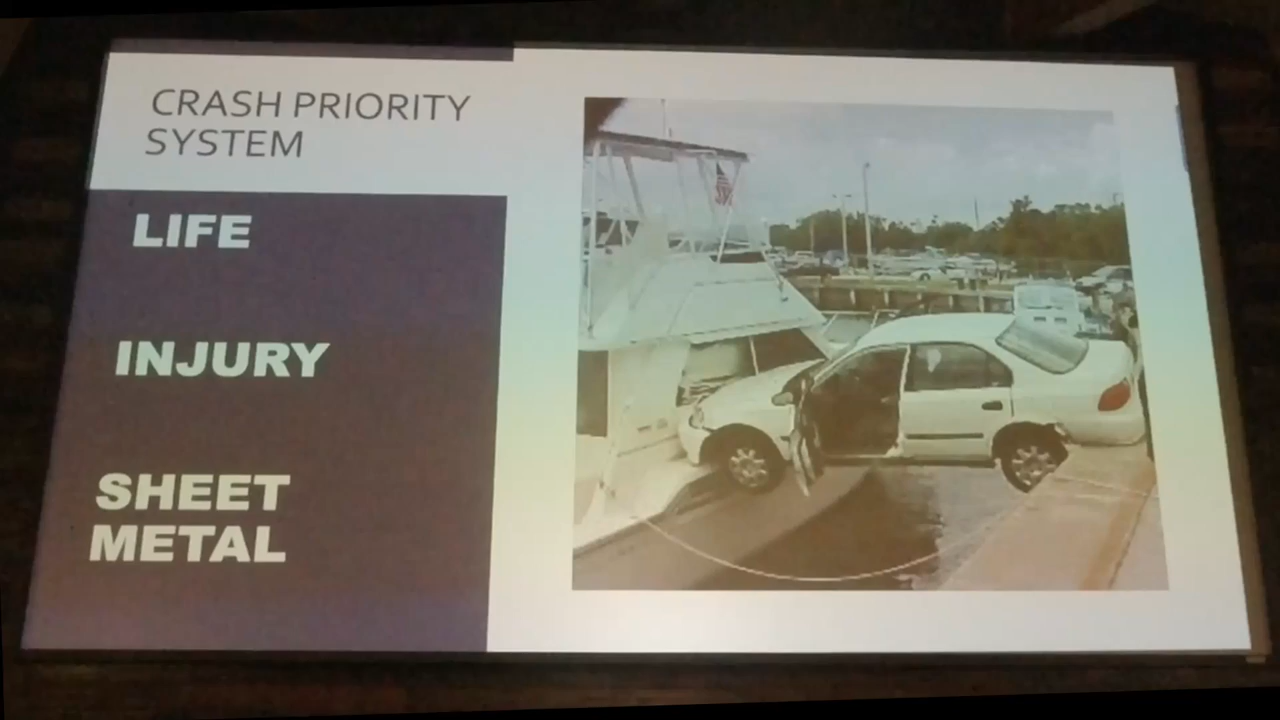 CRASH PRIORITY
SYSTEM
LIFE
INJURY
SHEET
METAL